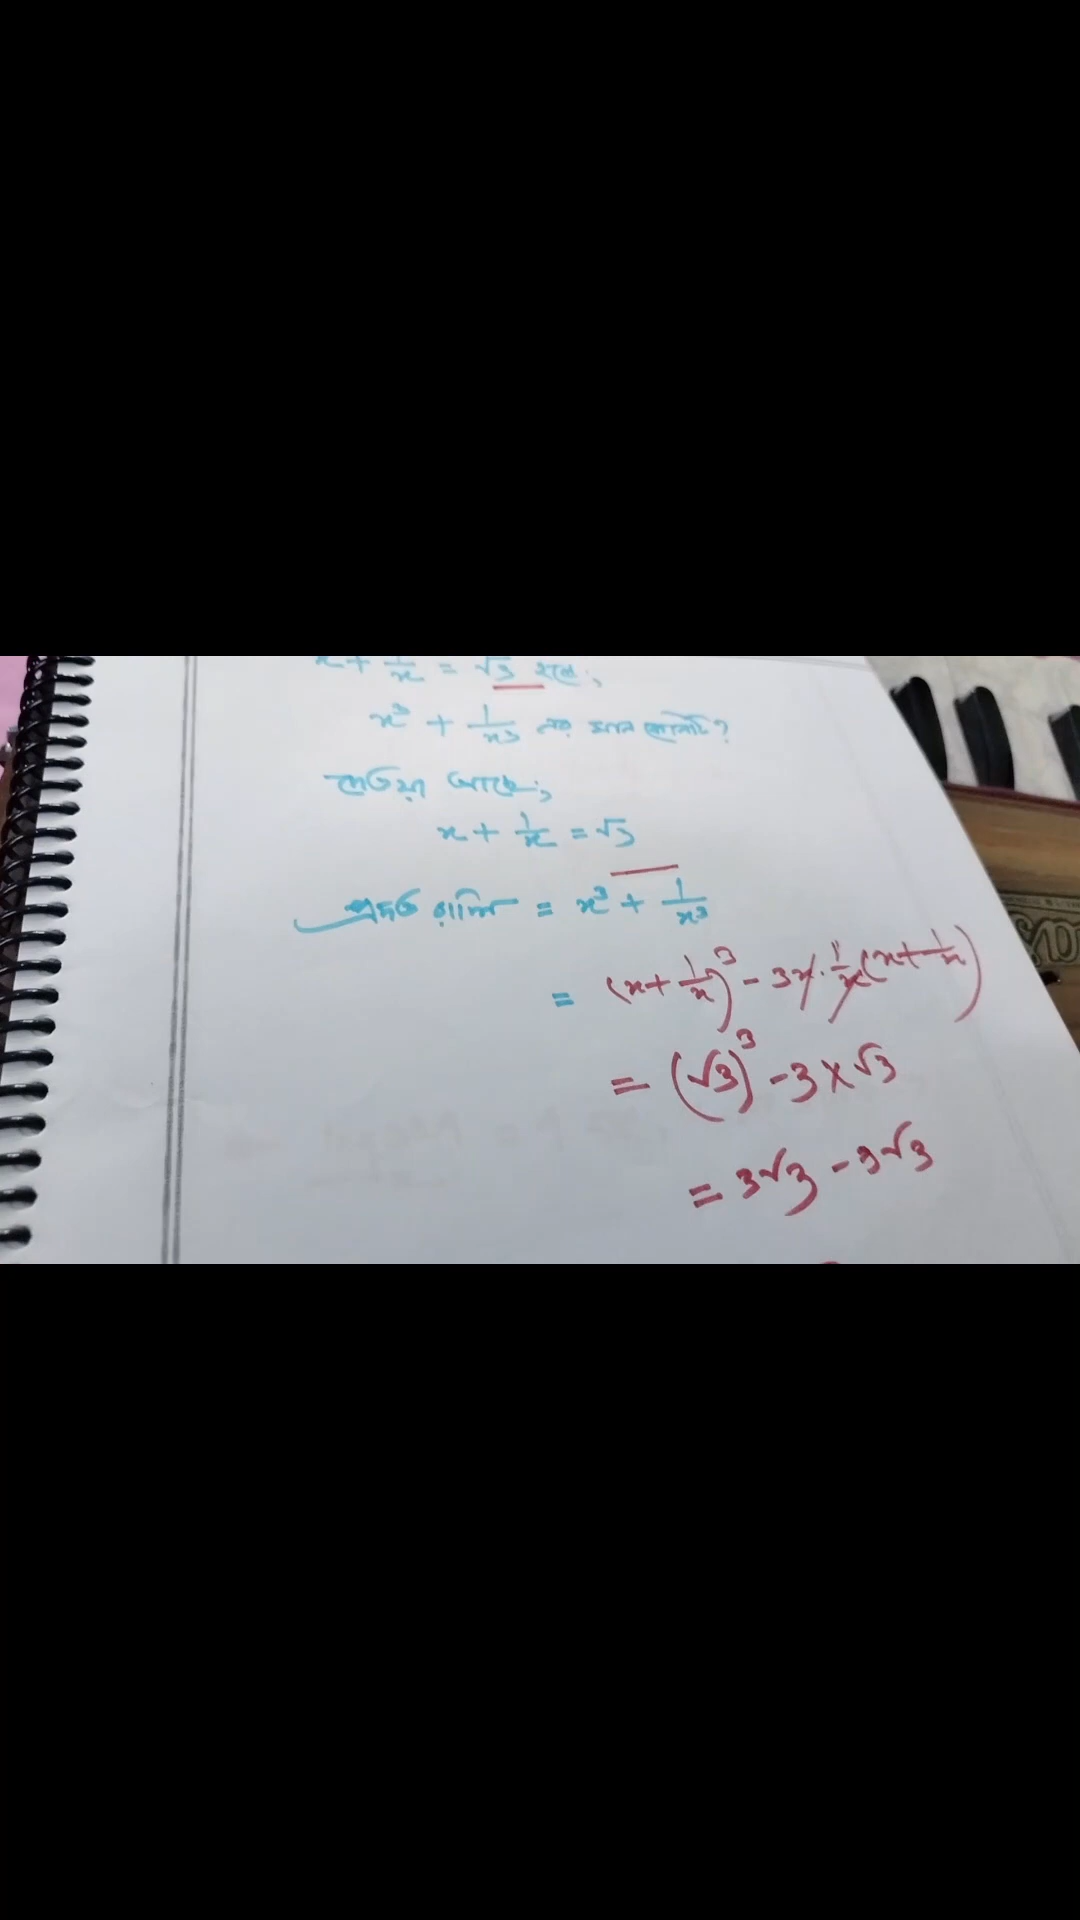 x + 1/x = √3 হলে,
x³ + 1/x³ এর মান কোনটি?
দেওয়া আছে,
x + 1/x = √3
প্রদত্ত রাশি = x³ + 1/x³
= (x + 1/x)³ - 3x · 1/x (x + 1/x)
= (√3)³ - 3 × √3
= 3√3 - 3√3